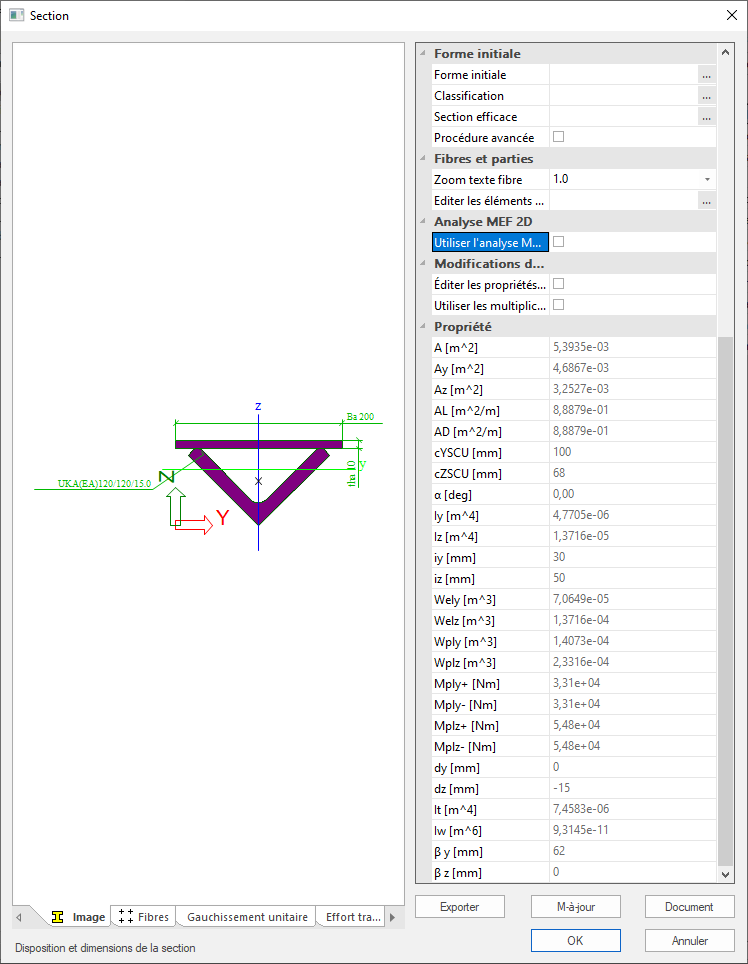 Section
Forme initiale
Forme initiale ...
Classification ...
Section efficace ...
Procédure avancée
Fibres et parties
Zoom texte fibre 1.0
Editer les éléments ... ...
Analyse MEF 2D
Utiliser l'analyse M...
Modifications d...
Éditer les propriétés...
Utiliser les multiplic...
Propriété
A [m^2] 5,3935e-03
Ay [m^2] 4,6867e-03
Az [m^2] 3,2527e-03
AL [m^2/m] 8,8879e-01
AD [m^2/m] 8,8879e-01
cYSCU [mm] 100
cZSCU [mm] 68
α [deg] 0,00
Iy [m^4] 4,7705e-06
Iz [m^4] 1,3716e-05
iy [mm] 30
iz [mm] 50
Wely [m^3] 7,0649e-05
Welz [m^3] 1,3716e-04
Wply [m^3] 1,4073e-04
Wplz [m^3] 2,3316e-04
Mply+ [Nm] 3,31e+04
Mply- [Nm] 3,31e+04
Mplz+ [Nm] 5,48e+04
Mplz- [Nm] 5,48e+04
dy [mm] 0
dz [mm] -15
It [m^4] 7,4583e-06
Iw [m^6] 9,3145e-11
β y [mm] 62
β z [mm] 0
z
Ba 200
y
tha 10
UKA(EA)120/120/15.0
Z
Y
x
Image Fibres Gauchissement unitaire Effort tra...
Disposition et dimensions de la section
Exporter M-à-jour Document
OK Annuler